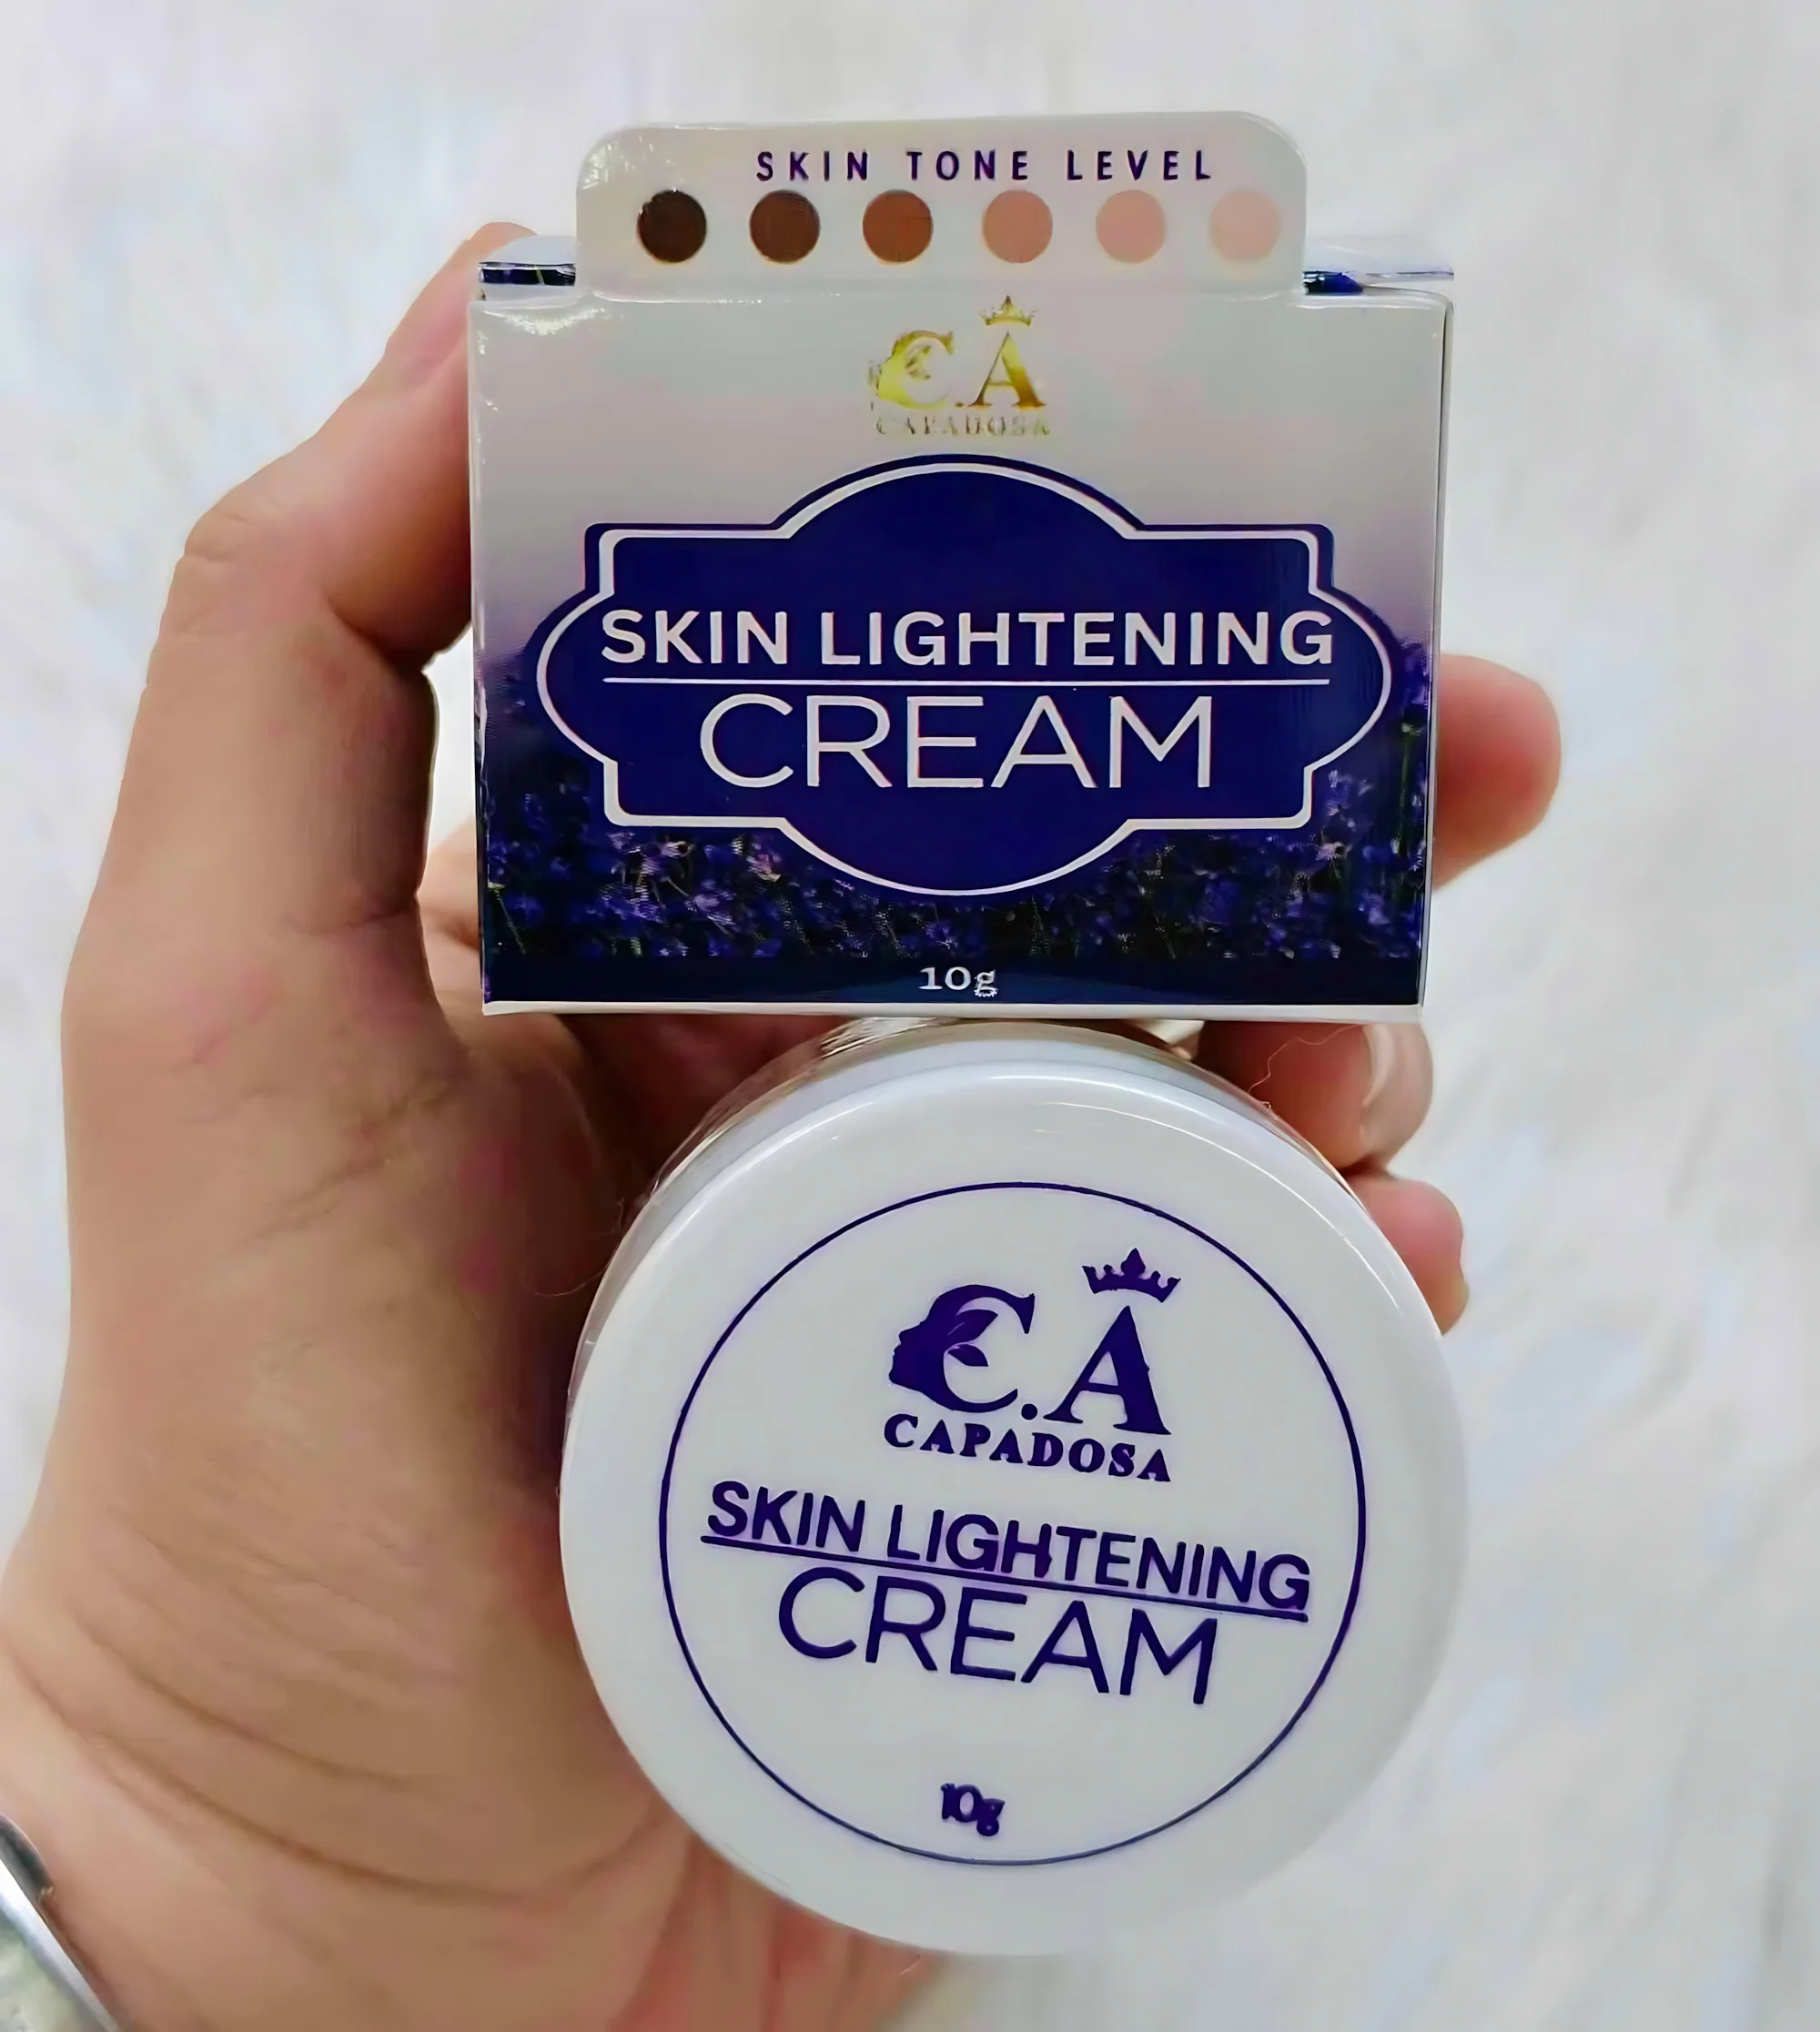 SKIN TONE LEVEL
C.A
CAPADOSA
SKIN LIGHTENING
CREAM
10g
C.A
CAPADOSA
SKIN LIGHTENING
CREAM
10g